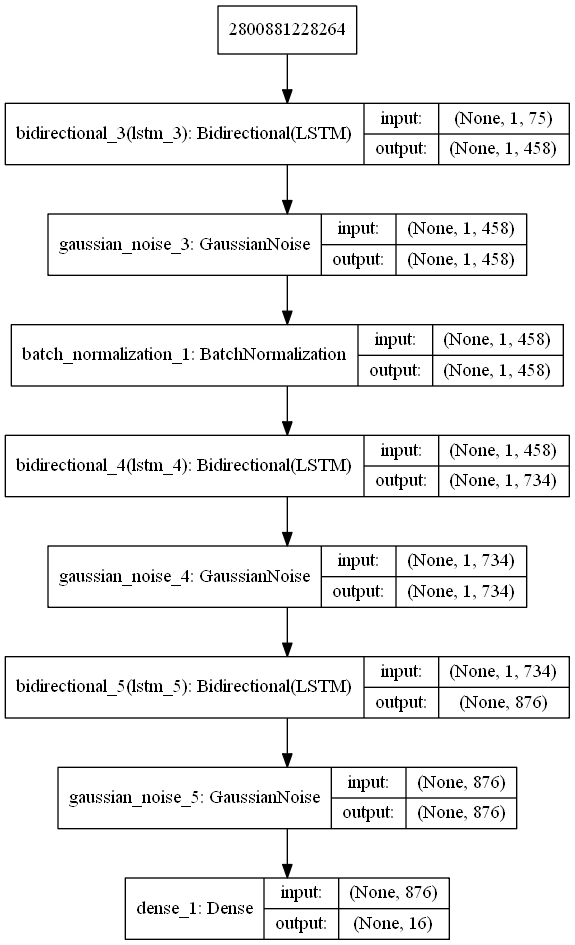 2800881228264
bidirectional_3(lstm_3): Bidirectional(LSTM)
input:
(None, 1, 75)
output:
(None, 1, 458)
gaussian_noise_3: GaussianNoise
input:
(None, 1, 458)
output:
(None, 1, 458)
batch_normalization_1: BatchNormalization
input:
(None, 1, 458)
output:
(None, 1, 458)
bidirectional_4(lstm_4): Bidirectional(LSTM)
input:
(None, 1, 458)
output:
(None, 1, 734)
gaussian_noise_4: GaussianNoise
input:
(None, 1, 734)
output:
(None, 1, 734)
bidirectional_5(lstm_5): Bidirectional(LSTM)
input:
(None, 1, 734)
output:
(None, 876)
gaussian_noise_5: GaussianNoise
input:
(None, 876)
output:
(None, 876)
dense_1: Dense
input:
(None, 876)
output:
(None, 16)